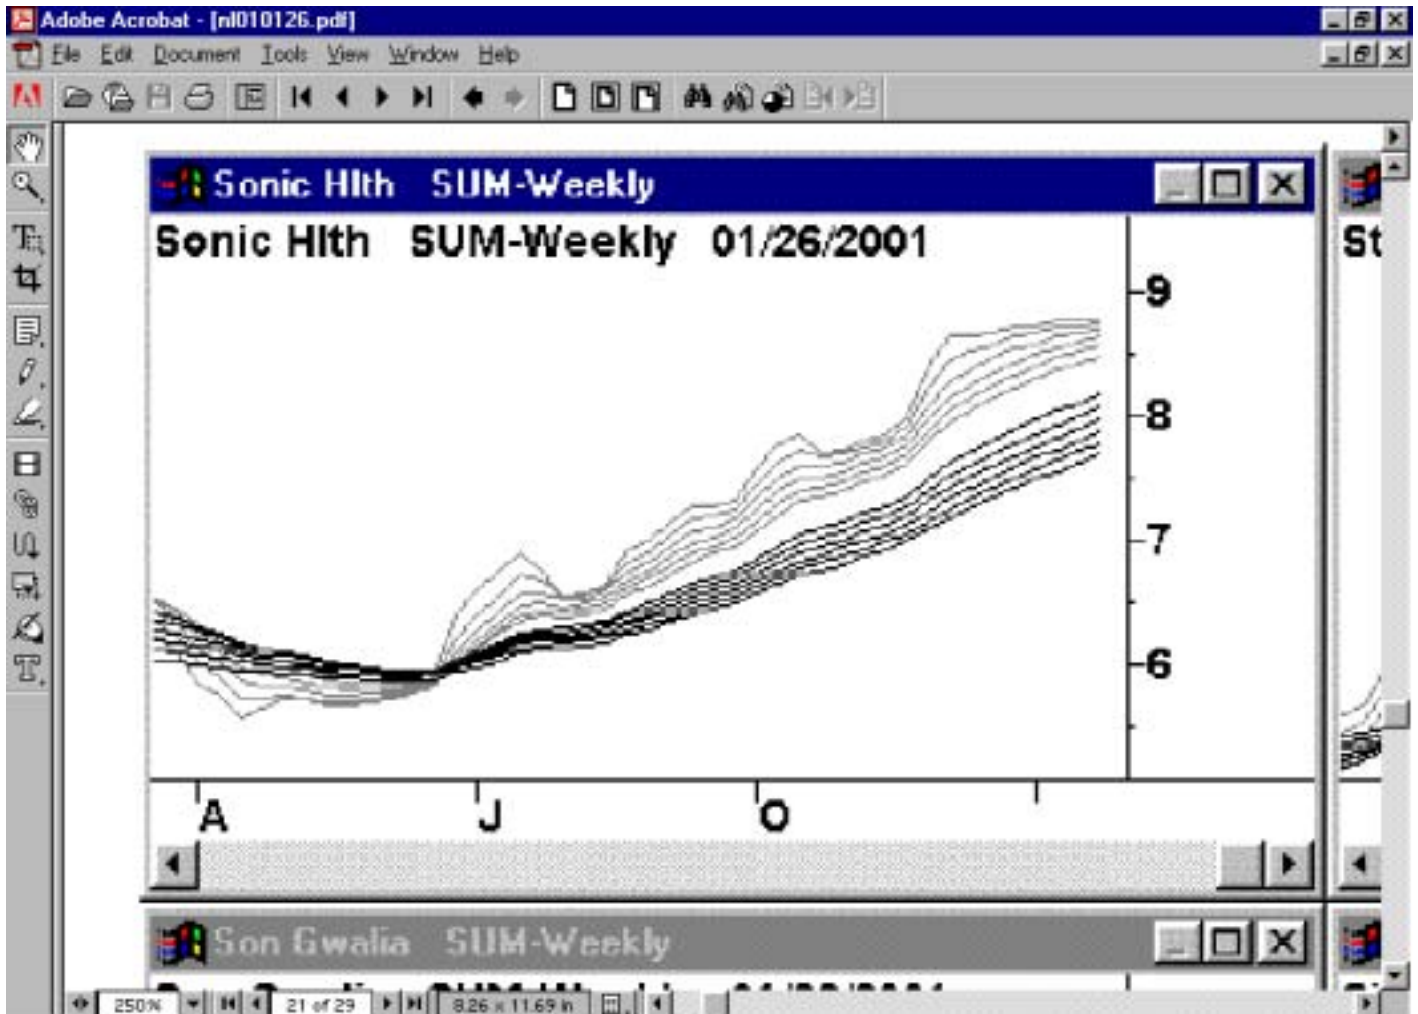 Adobe Acrobat - [nl010126.pdf]
File Edit Document Tools View Window Help
Sonic Hlth SUM-Weekly
Sonic Hlth SUM-Weekly 01/26/2001
St
9
8
7
6
A J O
Son Gwalia SUM-Weekly
250% 21 of 29 8.26 x 11.69 in